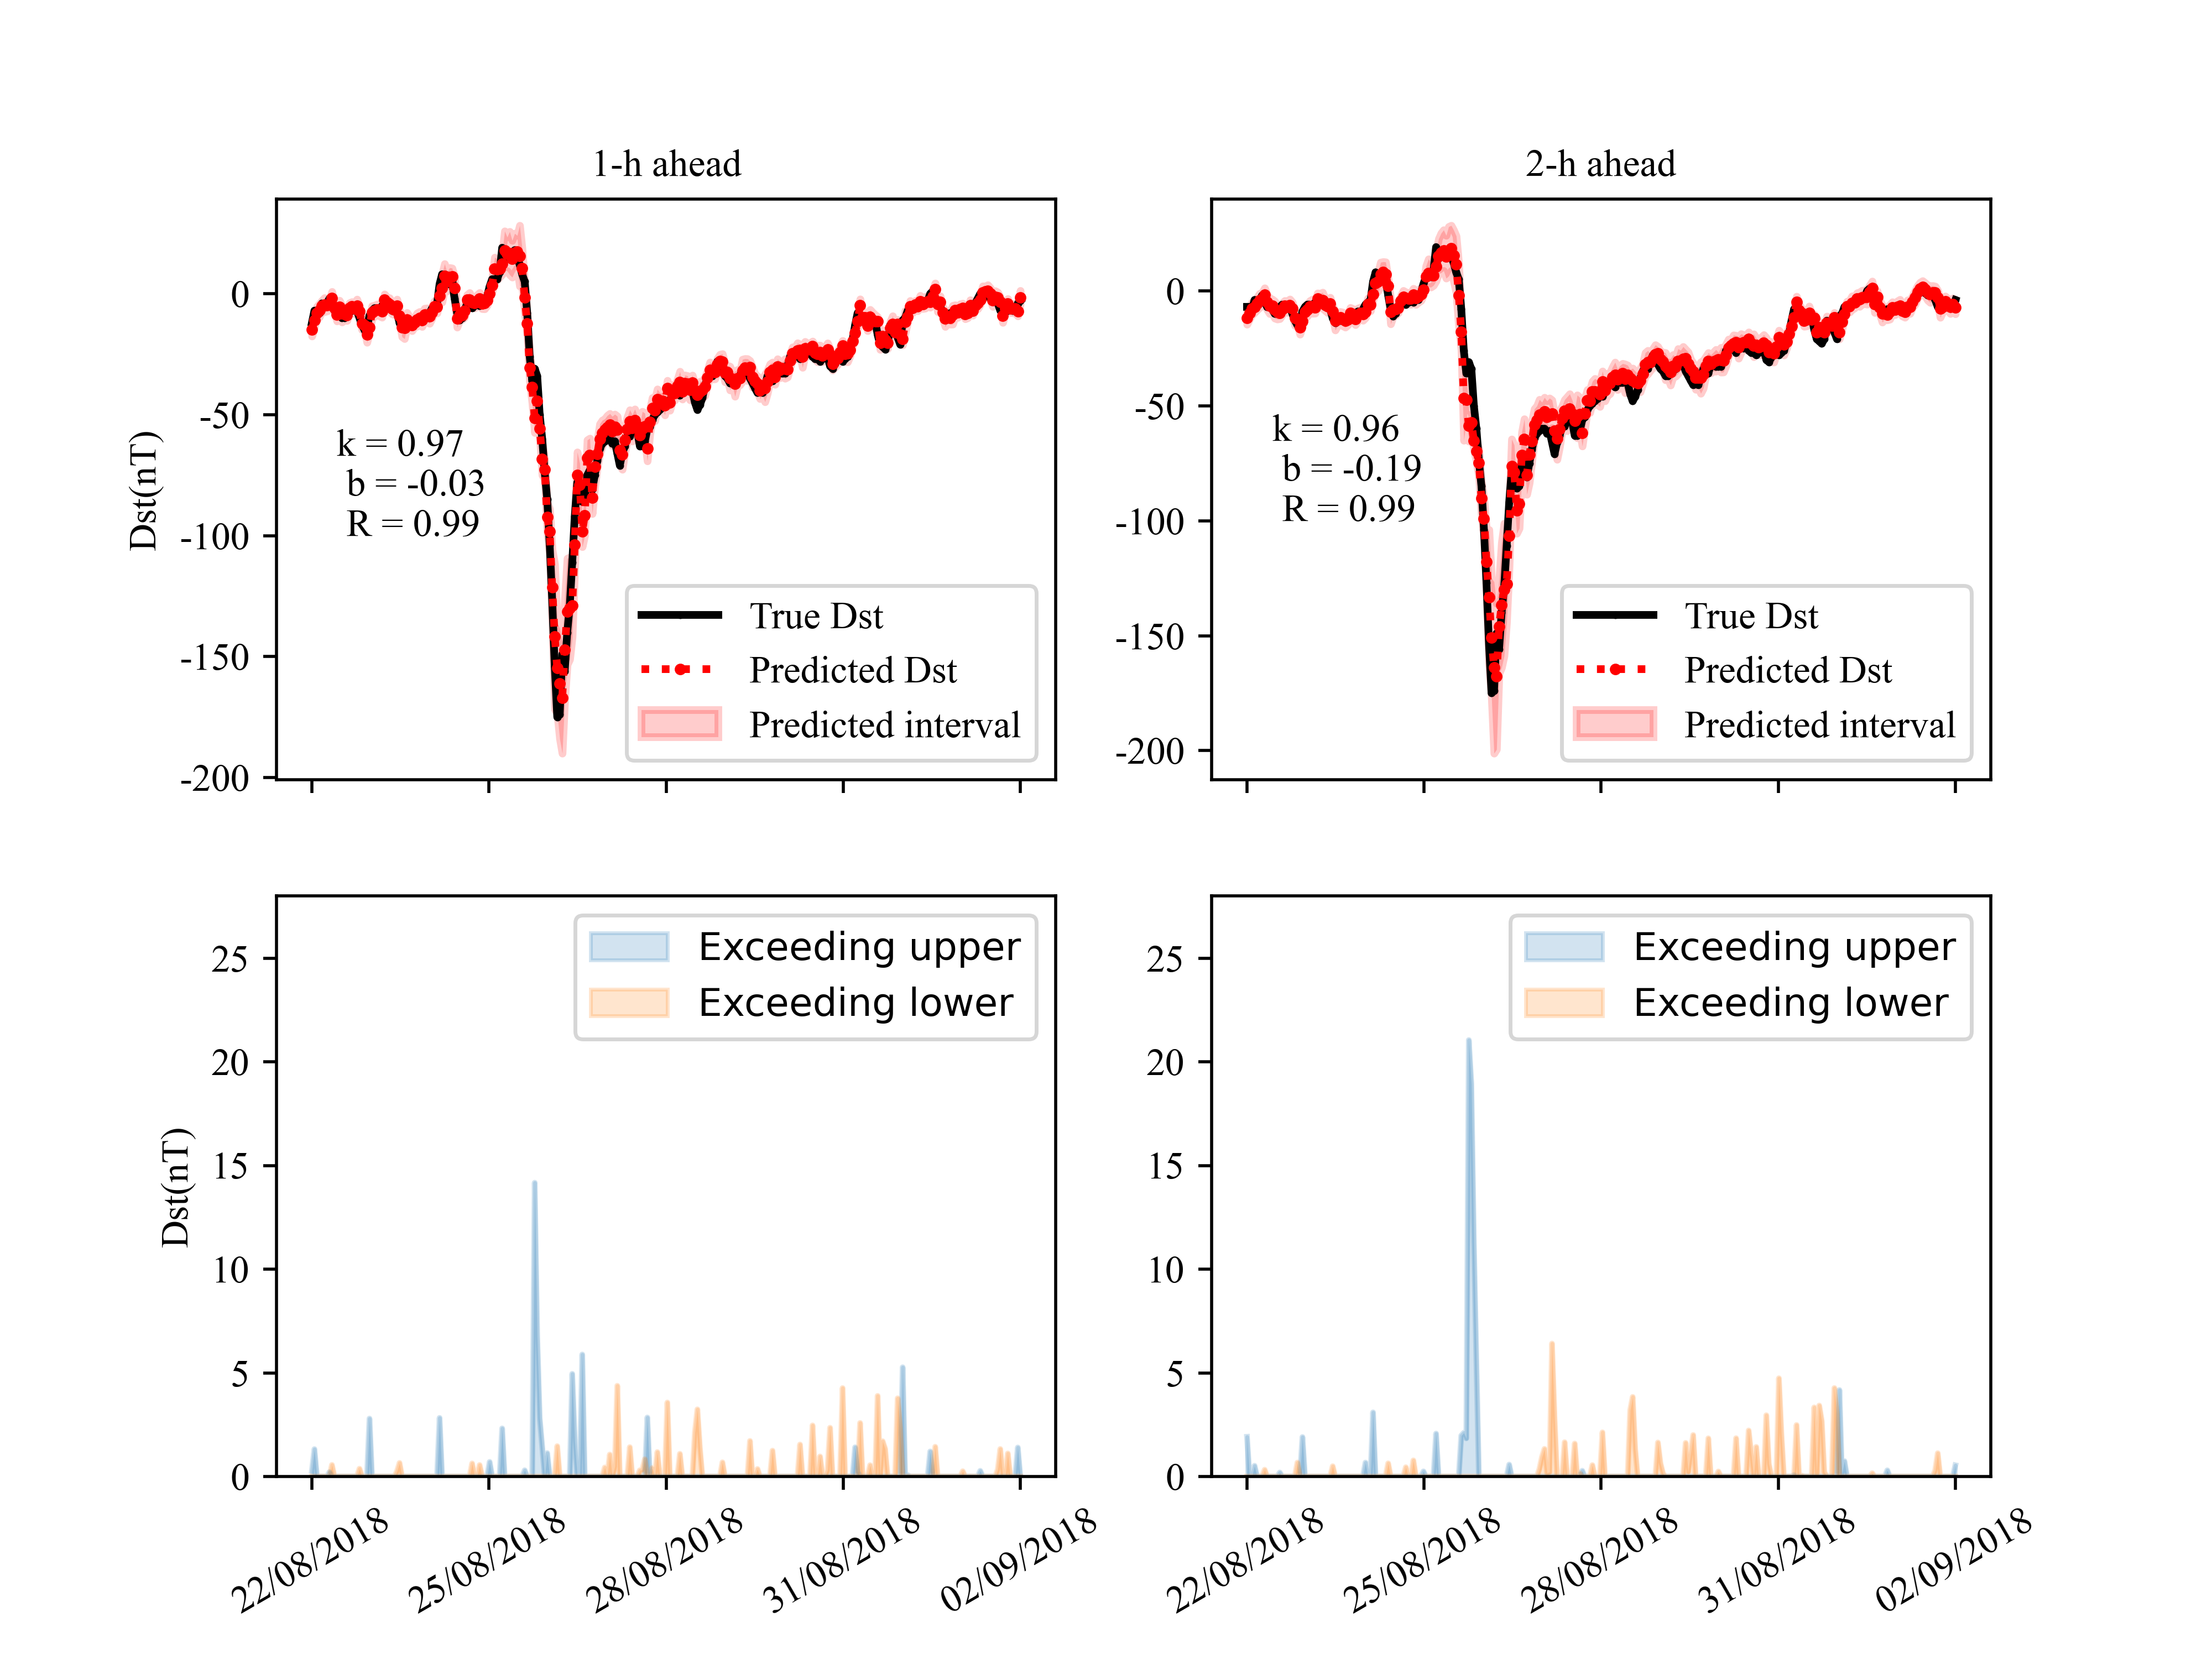 1-h ahead
2-h ahead
Dst(nT)
0
-50
-100
-150
-200
k = 0.97
b = -0.03
R = 0.99
True Dst
Predicted Dst
Predicted interval
0
-50
-100
-150
-200
k = 0.96
b = -0.19
R = 0.99
True Dst
Predicted Dst
Predicted interval
Dst(nT)
25
20
15
10
5
0
Exceeding upper
Exceeding lower
22/08/2018
25/08/2018
28/08/2018
31/08/2018
02/09/2018
25
20
15
10
5
0
Exceeding upper
Exceeding lower
22/08/2018
25/08/2018
28/08/2018
31/08/2018
02/09/2018